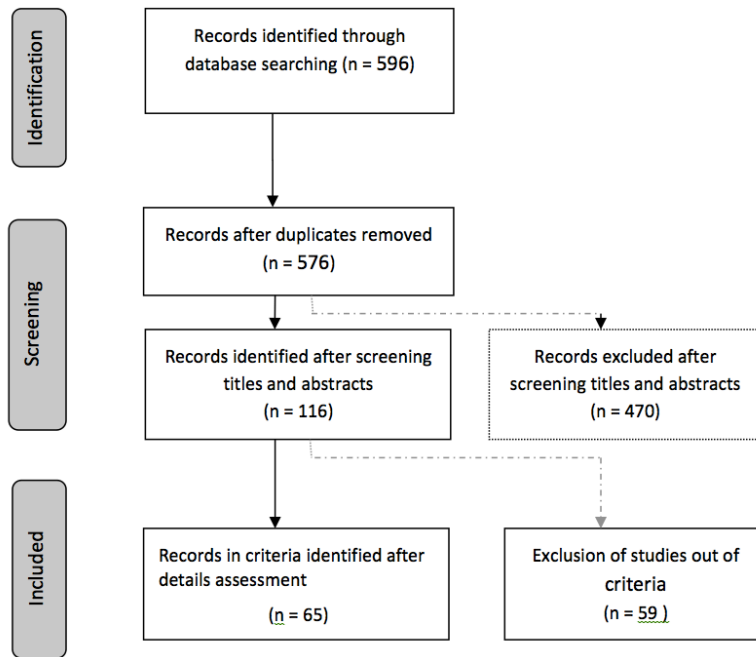 Identification
Records identified through
database searching (n = 596)
Records after duplicates removed
(n = 576)
Screening
Records identified after screening
titles and abstracts
(n = 116)
Records excluded after
screening titles and abstracts
(n = 470)
Included
Records in criteria identified after
details assessment
(n = 65)
Exclusion of studies out of
criteria
(n = 59 )